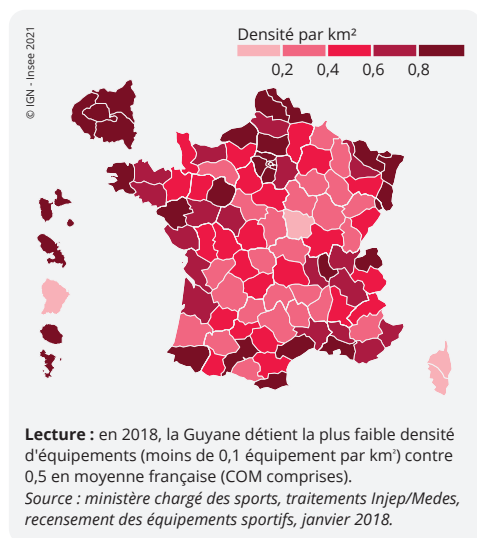 Densité par km²
0,2 0,4 0,6 0,8
© IGN - Insee 2021
Lecture : en 2018, la Guyane détient la plus faible densité
d'équipements (moins de 0,1 équipement par km²) contre
0,5 en moyenne française (COM comprises).
Source : ministère chargé des sports, traitements Injep/Medes,
recensement des équipements sportifs, janvier 2018.